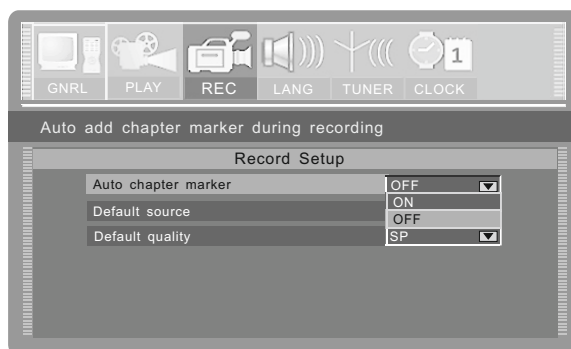 1
GNRL PLAY REC LANG TUNER CLOCK
Auto add chapter marker during recording
Record Setup
Auto chapter marker OFF
ON
Default source OFF
Default quality SP